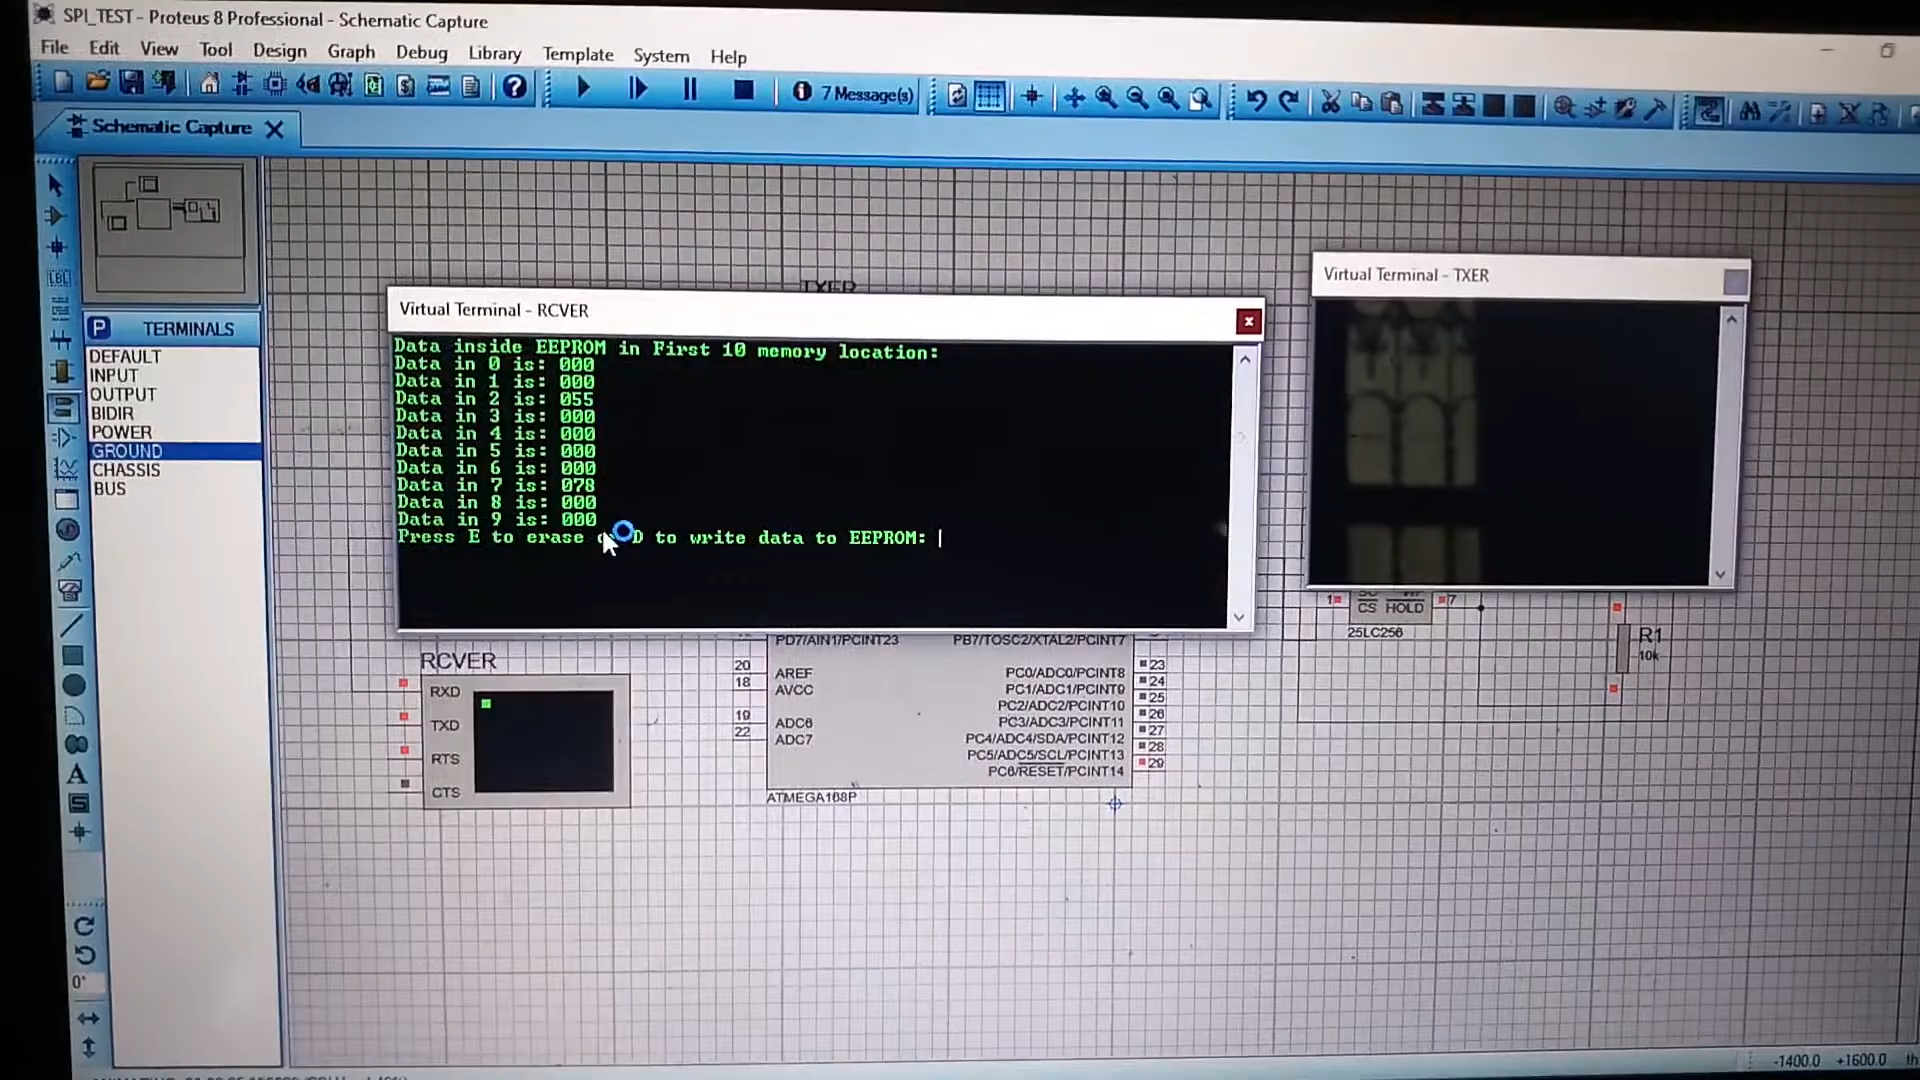 SPI_TEST - Proteus 8 Professional - Schematic Capture
File Edit View Tool Design Graph Debug Library Template System Help
7 Message(s)
Schematic Capture
P TERMINALS
DEFAULT
INPUT
OUTPUT
BIDIR
POWER
GROUND
CHASSIS
BUS
LBL
A
S
0°
TXER
Virtual Terminal - RCVER
Data inside EEPROM in First 10 memory location:
Data in 0 is: 000
Data in 1 is: 000
Data in 2 is: 055
Data in 3 is: 000
Data in 4 is: 000
Data in 5 is: 000
Data in 6 is: 000
Data in 7 is: 078
Data in 8 is: 000
Data in 9 is: 000
Press E to erase D to write data to EEPROM:
Virtual Terminal - TXER
1 CS HOLD 7
25LC256
R1
10k
RCVER
RXD
TXD
RTS
CTS
PD7/AIN1/PCINT23 PB7/TOSC2/XTAL2/PCINT7
20 AREF PC0/ADC0/PCINT8 23
18 AVCC PC1/ADC1/PCINT9 24
PC2/ADC2/PCINT10 25
19 ADC6 PC3/ADC3/PCINT11 26
22 ADC7 PC4/ADC4/SDA/PCINT12 27
PC5/ADC5/SCL/PCINT13 28
PC6/RESET/PCINT14 29
ATMEGA168P
-1400.0 +1600.0 th